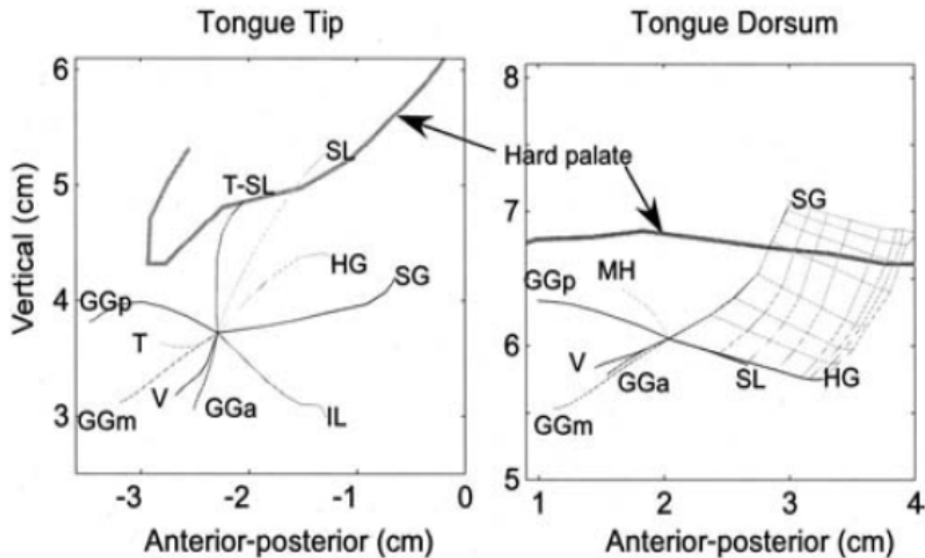 Tongue Tip
Tongue Dorsum
6
5
4
3
-3
-2
-1
0
Vertical (cm)
Anterior-posterior (cm)
SL
T-SL
HG
SG
GGp
T
V
GGm
GGa
IL
Hard palate
8
7
6
5
1
2
3
4
Anterior-posterior (cm)
SG
MH
GGp
V
GGa
GGm
SL
HG